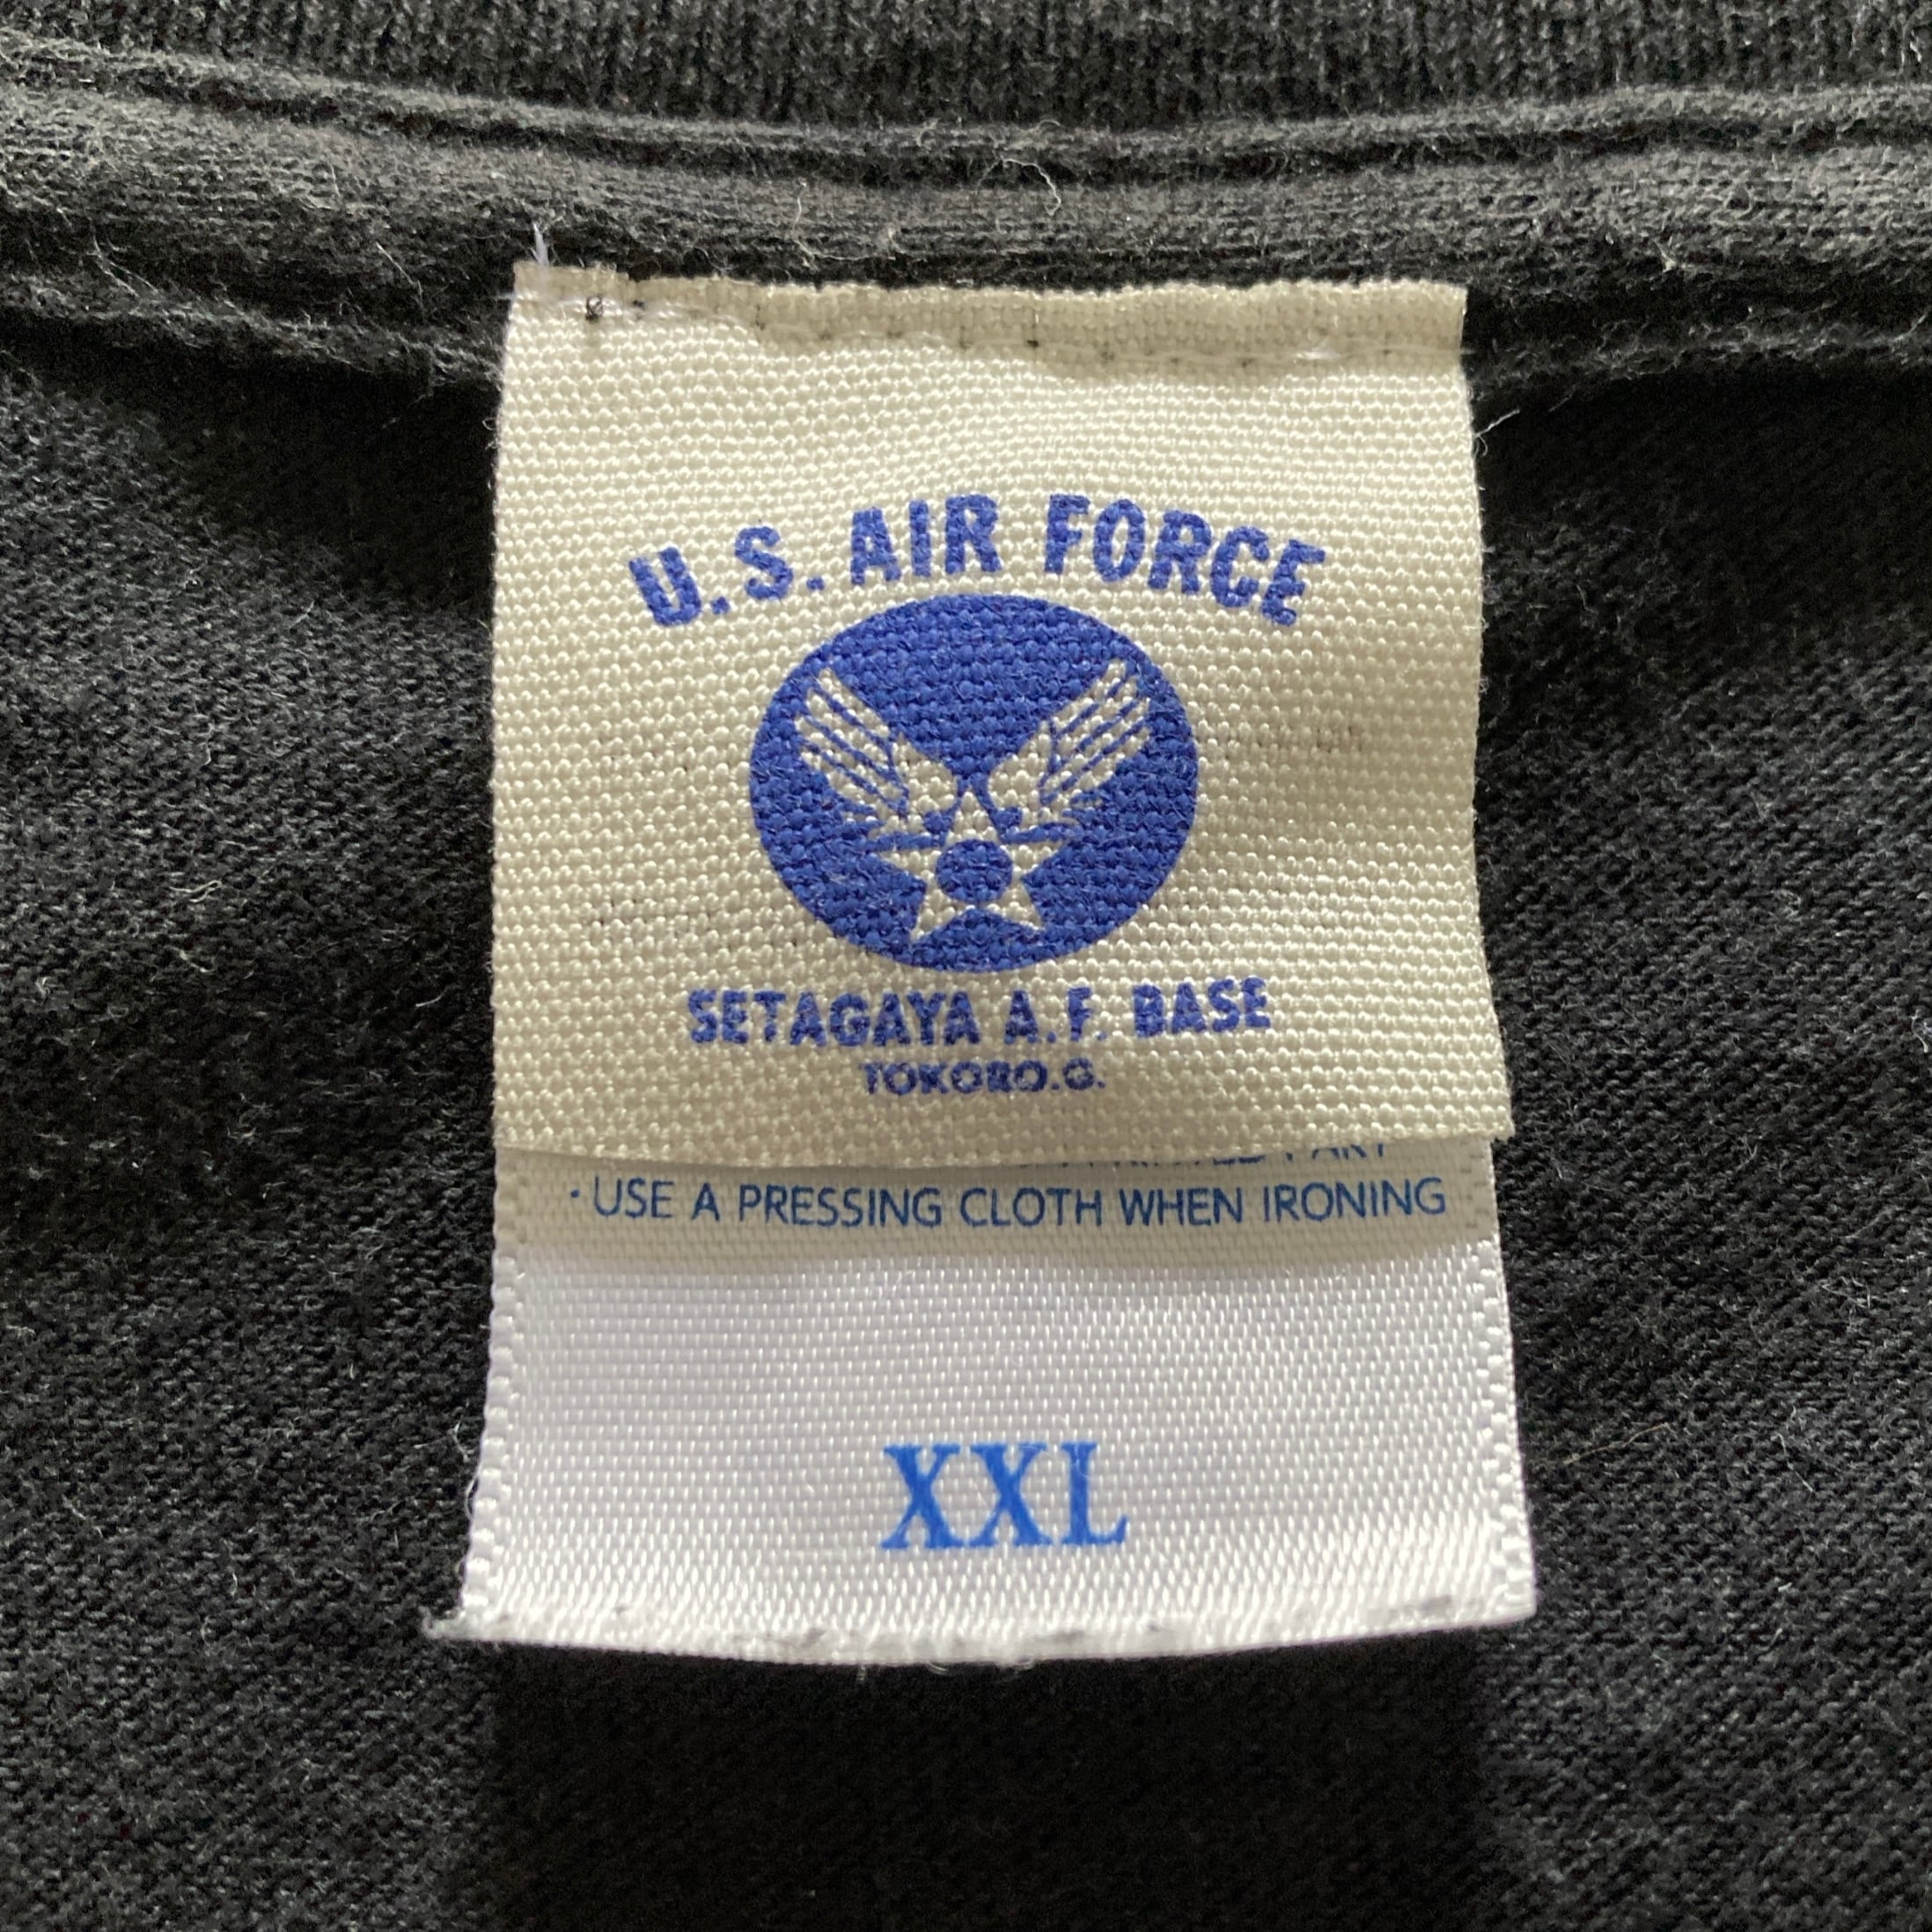 U.S. AIR FORCE
SETAGAYA A.F. BASE
TOKORO.G.
· USE A PRESSING CLOTH WHEN IRONING
XXL